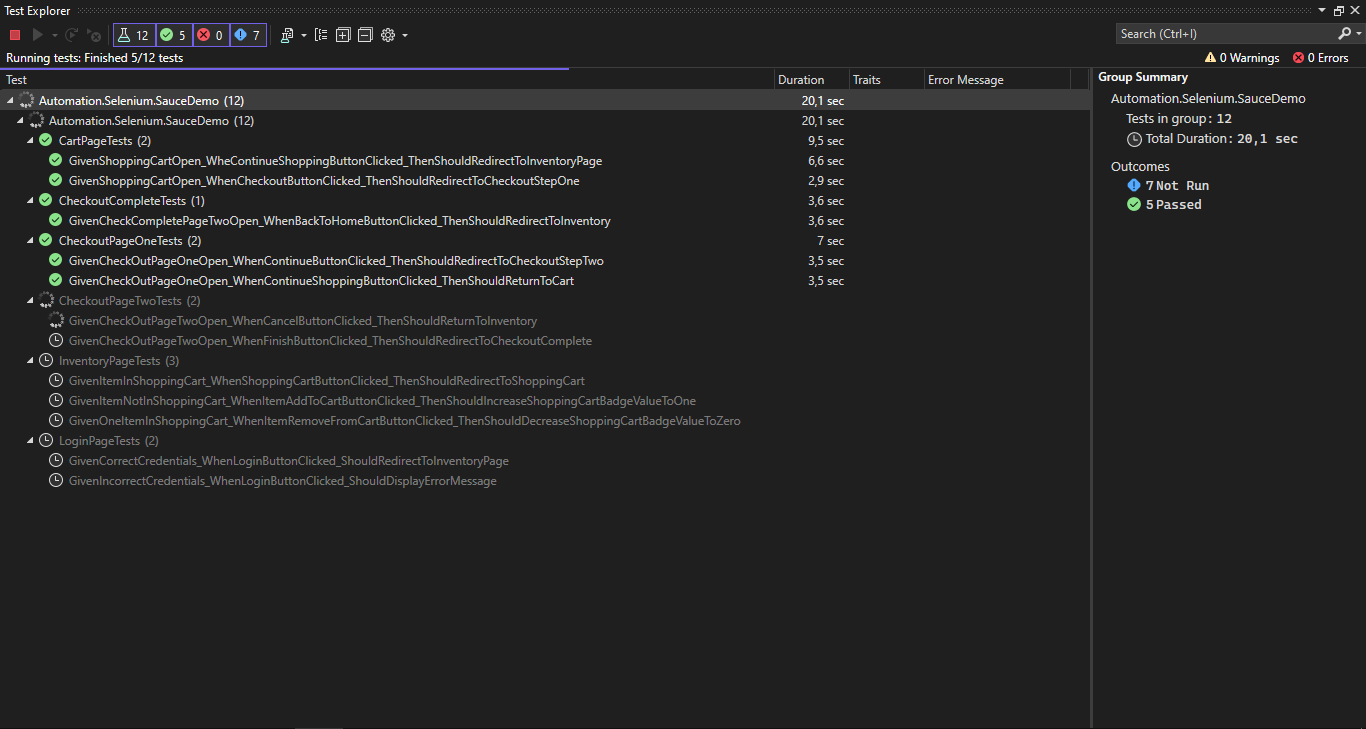 Test Explorer
12 5 0 7
Search (Ctrl+I)
Running tests: Finished 5/12 tests
0 Warnings 0 Errors
Test Duration Traits Error Message
Automation.Selenium.SauceDemo (12) 20,1 sec
Automation.Selenium.SauceDemo (12) 20,1 sec
CartPageTests (2) 9,5 sec
GivenShoppingCartOpen_WheContinueShoppingButtonClicked_ThenShouldRedirectToInventoryPage 6,6 sec
GivenShoppingCartOpen_WhenCheckoutButtonClicked_ThenShouldRedirectToCheckoutStepOne 2,9 sec
CheckoutCompleteTests (1) 3,6 sec
GivenCheckCompletePageTwoOpen_WhenBackToHomeButtonClicked_ThenShouldRedirectToInventory 3,6 sec
CheckoutPageOneTests (2) 7 sec
GivenCheckOutPageOneOpen_WhenContinueButtonClicked_ThenShouldRedirectToCheckoutStepTwo 3,5 sec
GivenCheckOutPageOneOpen_WhenContinueShoppingButtonClicked_ThenShouldReturnToCart 3,5 sec
CheckoutPageTwoTests (2)
GivenCheckOutPageTwoOpen_WhenCancelButtonClicked_ThenShouldReturnToInventory
GivenCheckOutPageTwoOpen_WhenFinishButtonClicked_ThenShouldRedirectToCheckoutComplete
InventoryPageTests (3)
GivenItemInShoppingCart_WhenShoppingCartButtonClicked_ThenShouldRedirectToShoppingCart
GivenItemNotInShoppingCart_WhenItemAddToCartButtonClicked_ThenShouldIncreaseShoppingCartBadgeValueToOne
GivenOneItemInShoppingCart_WhenItemRemoveFromCartButtonClicked_ThenShouldDecreaseShoppingCartBadgeValueToZero
LoginPageTests (2)
GivenCorrectCredentials_WhenLoginButtonClicked_ShouldRedirectToInventoryPage
GivenIncorrectCredentials_WhenLoginButtonClicked_ShouldDisplayErrorMessage
Group Summary
Automation.Selenium.SauceDemo
Tests in group: 12
Total Duration: 20,1 sec
Outcomes
7 Not Run
5 Passed